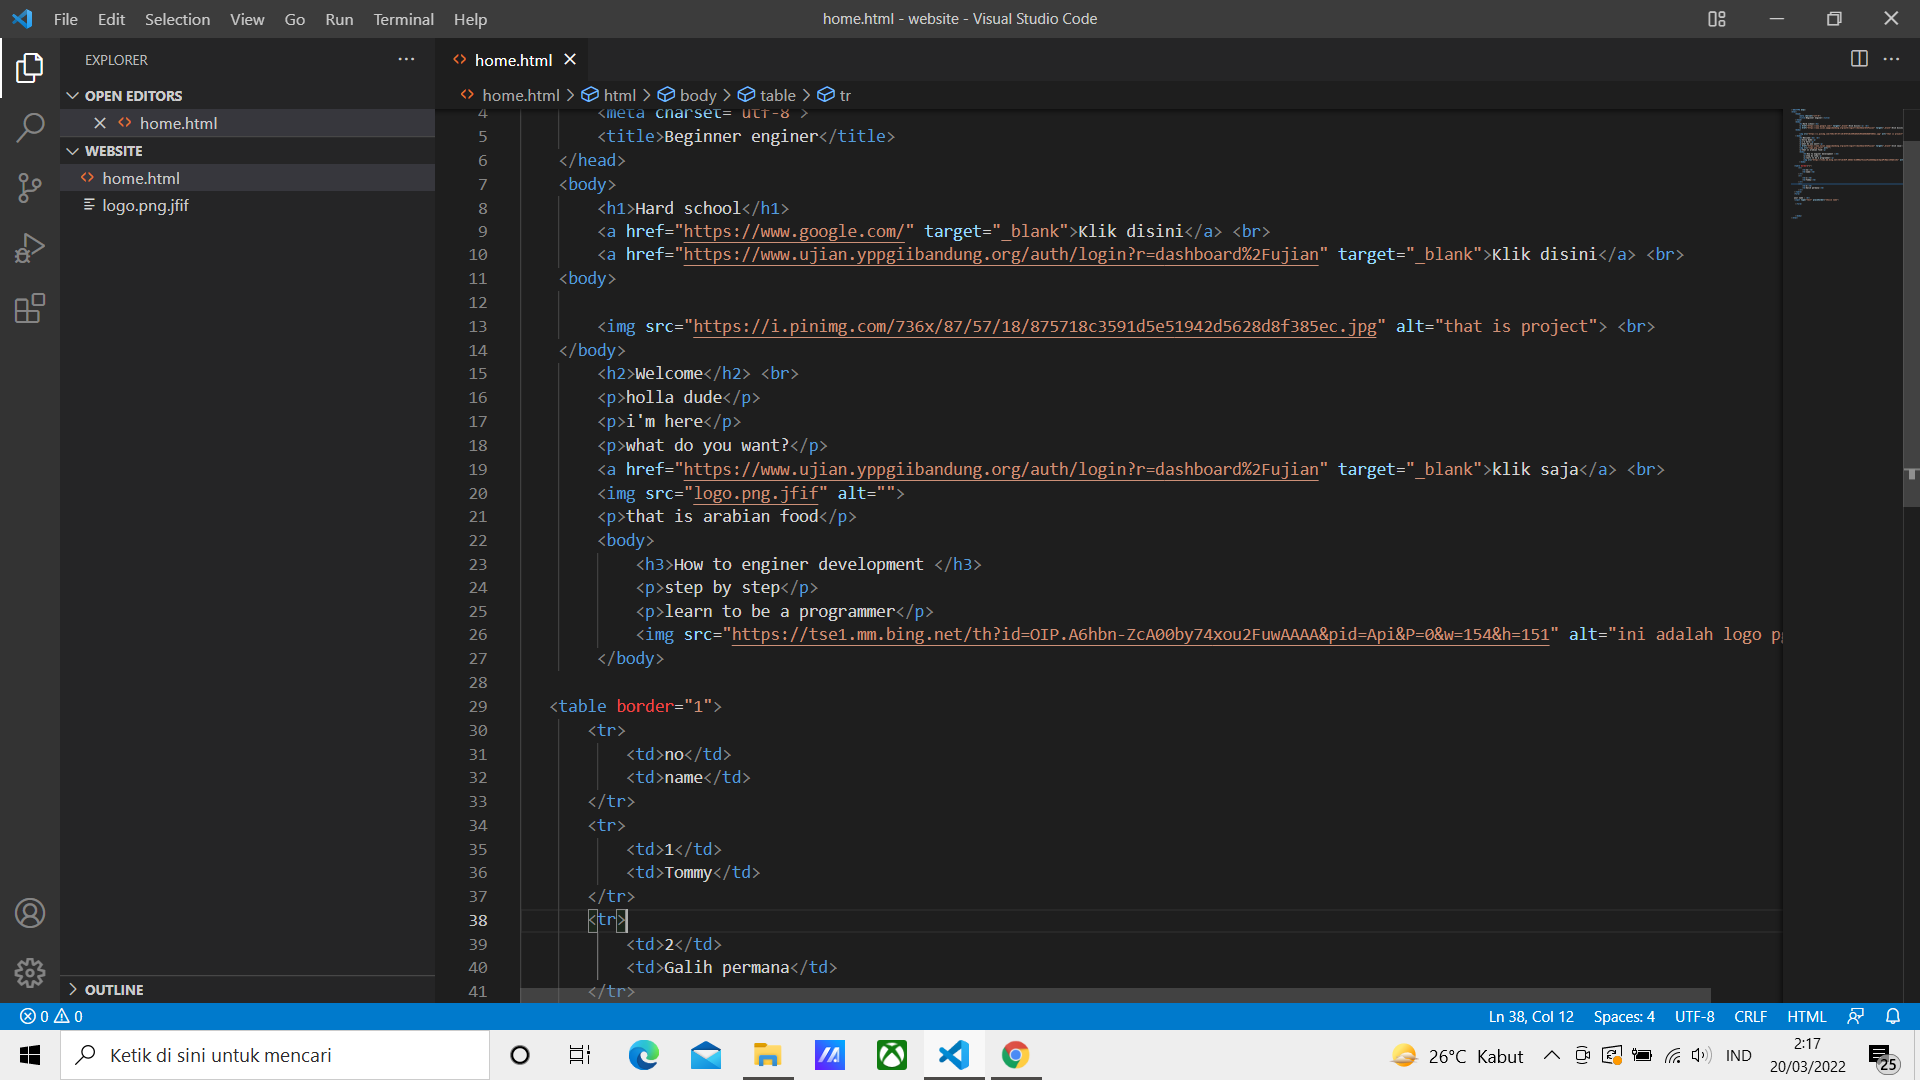 File Edit Selection View Go Run Terminal Help
home.html - website - Visual Studio Code
EXPLORER
OPEN EDITORS
home.html
WEBSITE
home.html
logo.png.jfif
OUTLINE
home.html
home.html > html > body > table > tr
4 <meta charset="utf-8">
5 <title>Beginner enginer</title>
6 </head>
7 <body>
8 <h1>Hard school</h1>
9 <a href="https://www.google.com/" target="_blank">Klik disini</a> <br>
10 <a href="https://www.ujian.yppgiibandung.org/auth/login?r=dashboard%2Fujian" target="_blank">Klik disini</a> <br>
11 <body>
12
13 <img src="https://i.pinimg.com/736x/87/57/18/875718c3591d5e51942d5628d8f385ec.jpg" alt="that is project"> <br>
14 </body>
15 <h2>Welcome</h2> <br>
16 <p>holla dude</p>
17 <p>i'm here</p>
18 <p>what do you want?</p>
19 <a href="https://www.ujian.yppgiibandung.org/auth/login?r=dashboard%2Fujian" target="_blank">klik saja</a> <br>
20 <img src="logo.png.jfif" alt="">
21 <p>that is arabian food</p>
22 <body>
23 <h3>How to enginer development </h3>
24 <p>step by step</p>
25 <p>learn to be a programmer</p>
26 <img src="https://tse1.mm.bing.net/th?id=OIP.A6hbn-ZcA00by74xou2FuwAAAA&pid=Api&P=0&w=154&h=151" alt="ini adalah logo
27 </body>
28
29 <table border="1">
30 <tr>
31 <td>no</td>
32 <td>name</td>
33 </tr>
34 <tr>
35 <td>1</td>
36 <td>Tommy</td>
37 </tr>
38 <tr>
39 <td>2</td>
40 <td>Galih permana</td>
41 </tr>
0 0
Ln 38, Col 12 Spaces: 4 UTF-8 CRLF HTML
Ketik di sini untuk mencari
26°C Kabut
IND
2:17
20/03/2022
25